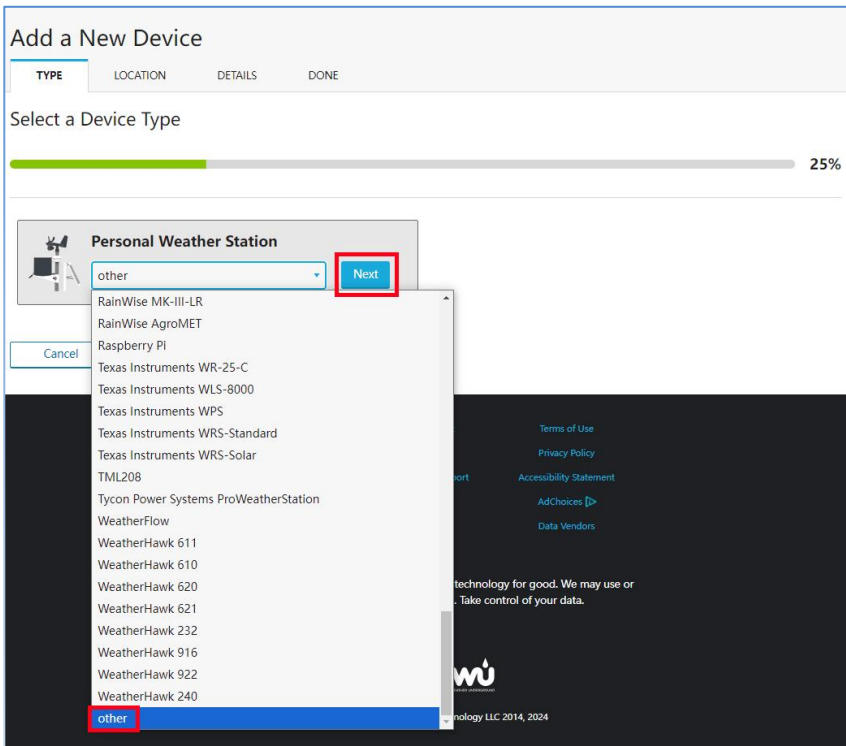 Add a New Device
TYPE LOCATION DETAILS DONE
Select a Device Type
25%
Personal Weather Station
other Next
RainWise MK-III-LR
RainWise AgroMET
Raspberry Pi
Cancel
Texas Instruments WR-25-C
Texas Instruments WLS-8000
Texas Instruments WPS
Texas Instruments WRS-Standard
Texas Instruments WRS-Solar
TML208
Tycon Power Systems ProWeatherStation
WeatherFlow
WeatherHawk 611
WeatherHawk 610
WeatherHawk 620
WeatherHawk 621
WeatherHawk 232
WeatherHawk 916
WeatherHawk 922
WeatherHawk 240
other
Terms of Use
Privacy Policy
ort Accessibility Statement
AdChoices
Data Vendors
technology for good. We may use or
. Take control of your data.
wu
nology LLC 2014, 2024